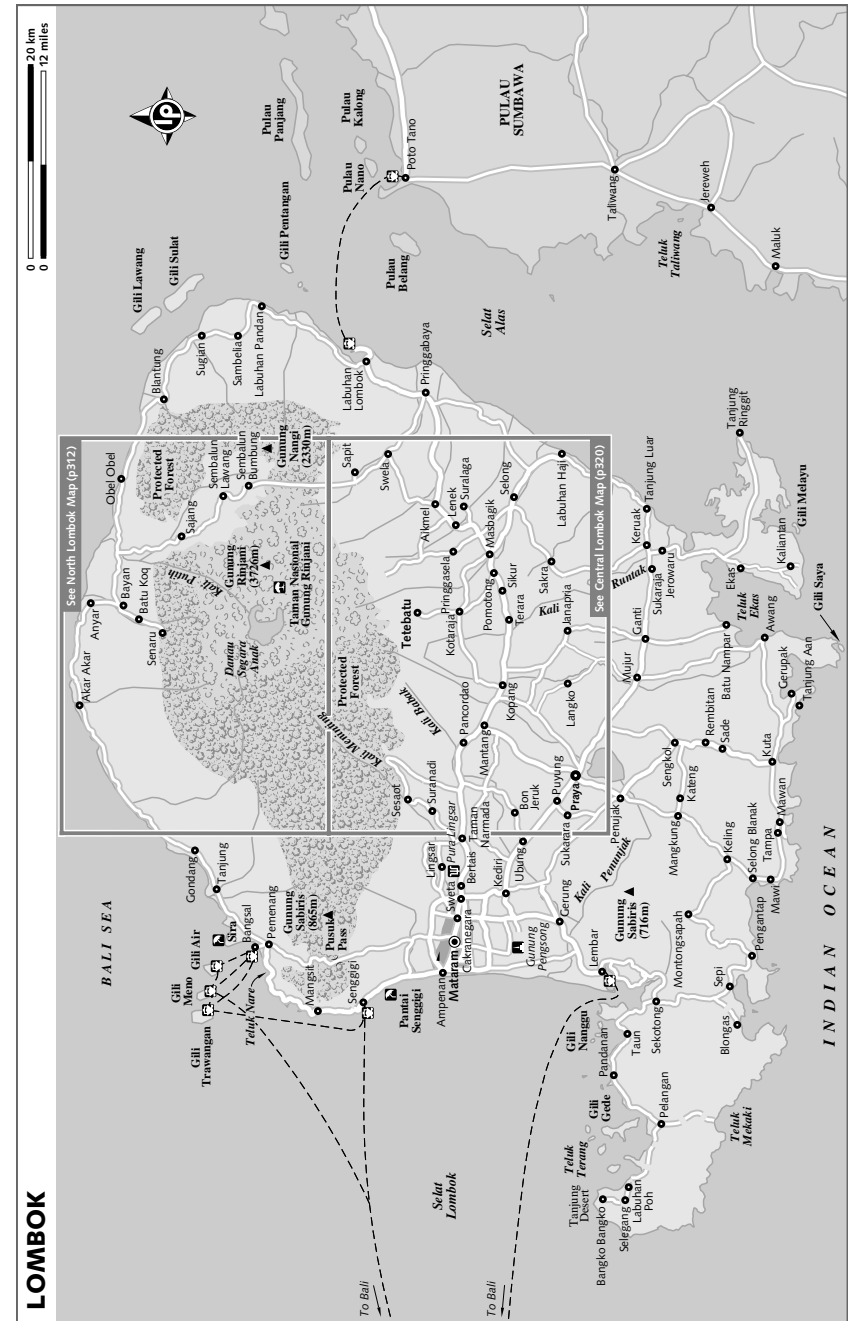 LOMBOK
0
20 km
0
12 miles
See North Lombok Map (p312)
See Central Lombok Map (p320)
BALI SEA
Akar Akar
Anyar
Bayan
Batu Koq
Senaru
Obel Obel
Blantung
Gili Lawang
Gili Sulat
Sugian
Sambelia
Labuhan Pandan
Gili Pentangan
Pulau
Panjang
Pulau
Kalong
Pulau
Nano
Poto Tano
Pulau
Belang
PULAU
SUMBAWA
Taliwang
Jereweh
Maluk
Teluk
Taliwang
Selat
Alas
Gondang
Tanjung
Kali Putih
Sajang
Protected
Forest
Sembalun
Lawang
Sembalun
Bumbung
Gunung
Nangi
(2330m)
Gunung
Rinjani
(3726m)
Taman Nasional
Gunung Rinjani
Danau
Segara
Anak
Gili
Trawangan
Gili
Meno
Gili Air
Sira
Bangsal
Pemenang
Teluk Nare
Gunung
Sabiris
(865m)
Pusuk
Pass
Mangsit
Senggigi
Pantai
Senggigi
Protected
Forest
Kali Meninting
Kali Babak
Sapit
Swela
Labuhan
Lombok
Pringgabaya
Tetebatu
Kotaraja
Pringgasela
Aikmel
Lenek
Suralaga
Masbagik
Pomotong
Sikur
Terara
Selong
Labuhan Haji
Sesaot
Suranadi
Lingsar
Pura Lingsar
Taman
Narmada
Pancordao
Mantang
Kopang
Sweta
Bertais
Ampenan
Mataram
Cakranegara
Kediri
Ubung
Bon
Jeruk
Puyung
Sukarara
Praya
Langko
Janapria
Sakra
Kali
Runtak
Gunung
Pengsong
Gerung
Kali
Penunjak
Penujak
Mujur
Ganti
Sukaraja
Keruak
Jerowaru
Tanjung Luar
Lembar
Gunung
Sabiris
(716m)
Mangkung
Kateng
Sengkol
Rembitan
Sade
Batu Nampar
Teluk
Ekas
Ekas
Awang
Kaliantan
Gili Melayu
Tanjung
Ringgit
Gili Saya
Gerupak
Tanjung Aan
Kuta
Mawan
Tampa
Mawi
Selong Blanak
Keling
Montongsapah
Pengantap
Sepi
Blongas
Sekotong
Taun
Gili
Nanggu
Pandanan
Gili
Gede
Pelangan
Teluk
Mekaki
Teluk
Terang
Tanjung
Desert
Bangko Bangko
Selegang
Labuhan
Poh
Selat
Lombok
To Bali
To Bali
INDIAN OCEAN
lp